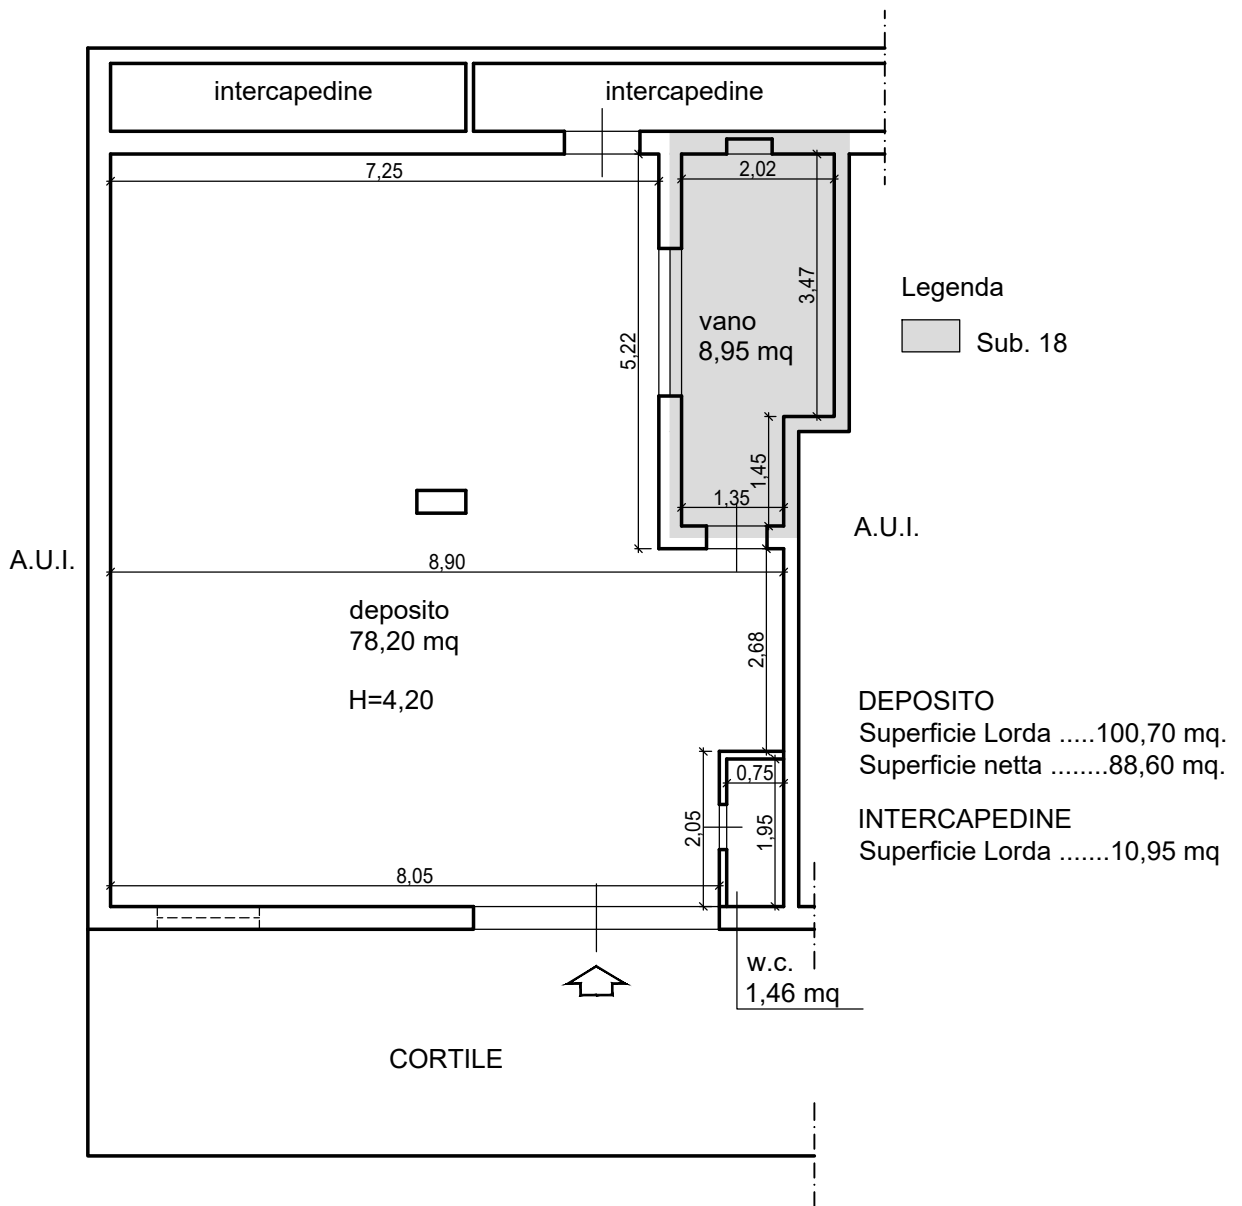 intercapedine
intercapedine
7,25
2,02
3,47
5,22
Legenda
Sub. 18
vano
8,95 mq
1,45
1,35
A.U.I.
A.U.I.
8,90
deposito
78,20 mq
H=4,20
2,68
DEPOSITO
Superficie Lorda .....100,70 mq.
Superficie netta ........88,60 mq.
0,75
2,05
1,95
INTERCAPEDINE
Superficie Lorda .......10,95 mq
8,05
w.c.
1,46 mq
CORTILE